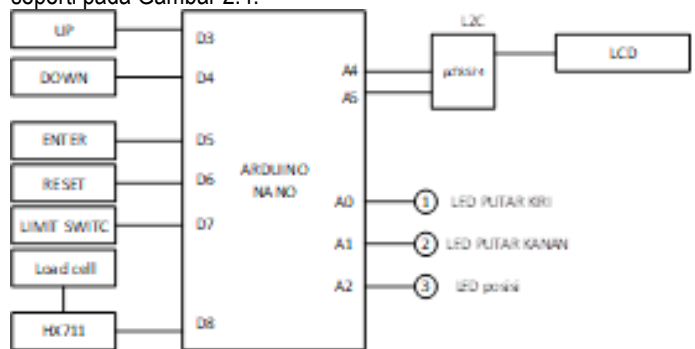 seperti pada Gambar 2.4.
UP
DOWN
ENTER
RESET
LIMIT SWITC
Load cell
HX711
D3
D4
D5
D6
D7
D8
ARDUINO
NANO
A4
A5
A0
A1
A2
L2C
LCD
1 LED PUTAR KIRI
2 LED PUTAR KANAN
3 LED posisi